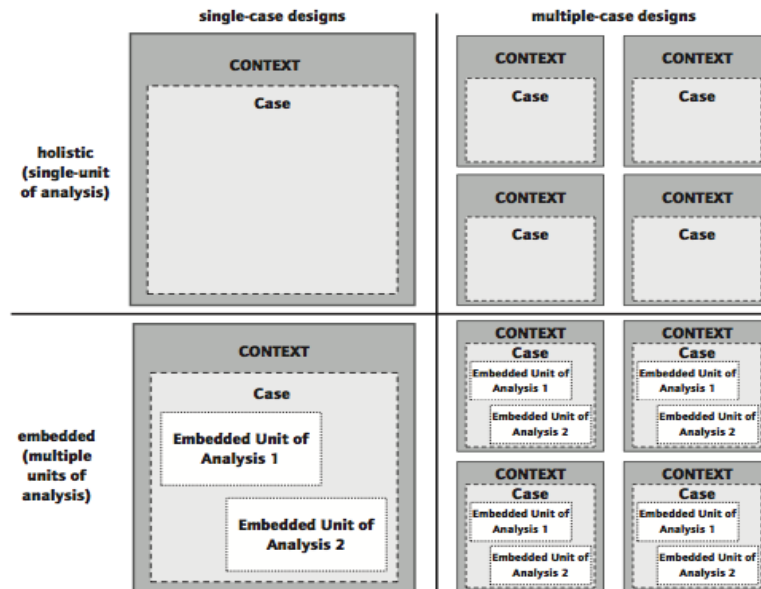 single-case designs
multiple-case designs
holistic
(single-unit
of analysis)
CONTEXT
Case
CONTEXT
Case
CONTEXT
Case
CONTEXT
Case
CONTEXT
Case
embedded
(multiple
units of
analysis)
CONTEXT
Case
Embedded Unit of
Analysis 1
Embedded Unit of
Analysis 2
CONTEXT
Case
Embedded Unit of
Analysis 1
Embedded Unit of
Analysis 2
CONTEXT
Case
Embedded Unit of
Analysis 1
Embedded Unit of
Analysis 2
CONTEXT
Case
Embedded Unit of
Analysis 1
Embedded Unit of
Analysis 2
CONTEXT
Case
Embedded Unit of
Analysis 1
Embedded Unit of
Analysis 2